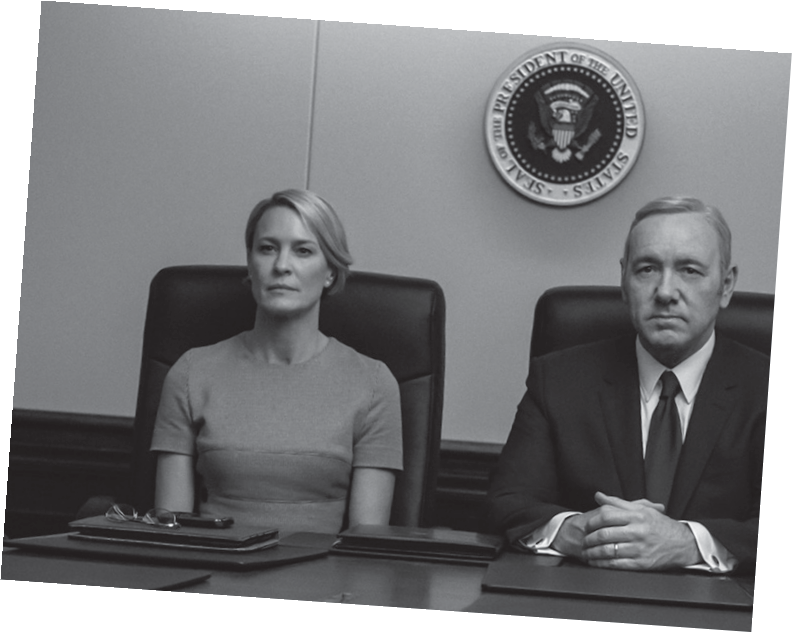 SEAL OF THE PRESIDENT OF THE UNITED STATES